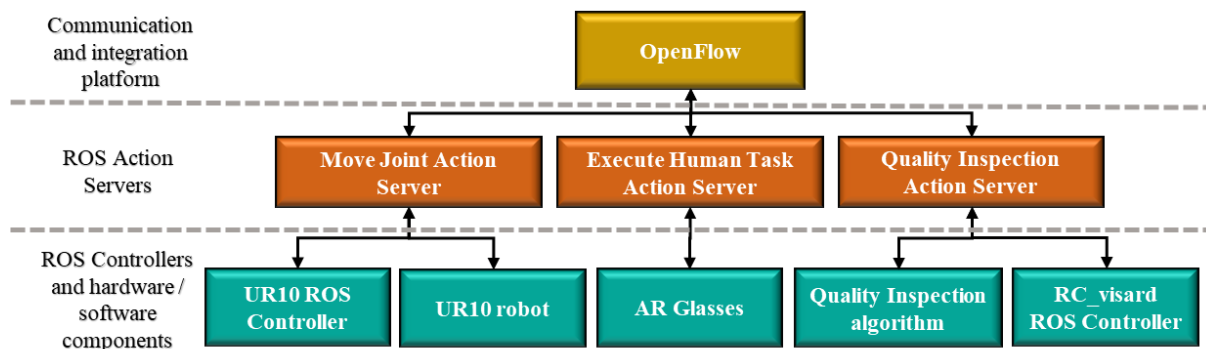 Communication
and integration
platform
OpenFlow
ROS Action
Servers
Move Joint Action
Server
Execute Human Task
Action Server
Quality Inspection
Action Server
ROS Controllers
and hardware /
software
components
UR10 ROS
Controller
UR10 robot
AR Glasses
Quality Inspection
algorithm
RC_visard
ROS Controller